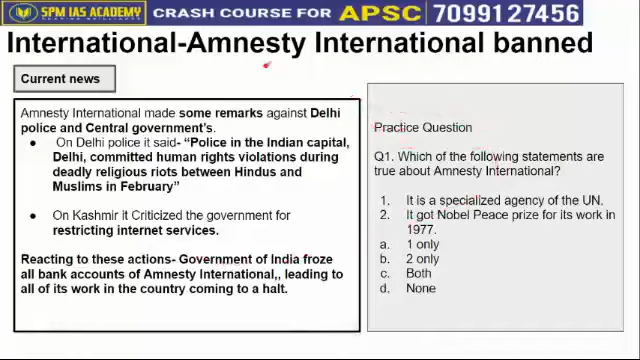 SPM IAS ACADEMY
CRASH COURSE FOR APSC 7099127456
International-Amnesty International banned
Current news
Amnesty International made some remarks against Delhi
police and Central government's.
● On Delhi police it said- “Police in the Indian capital,
Delhi, committed human rights violations during
deadly religious riots between Hindus and
Muslims in February”
● On Kashmir it Criticized the government for
restricting internet services.
Reacting to these actions- Government of India froze
all bank accounts of Amnesty International,, leading to
all of its work in the country coming to a halt.
Practice Question
Q1. Which of the following statements are
true about Amnesty International?
1. It is a specialized agency of the UN.
2. It got Nobel Peace prize for its work in
1977.
a. 1 only
b. 2 only
c. Both
d. None